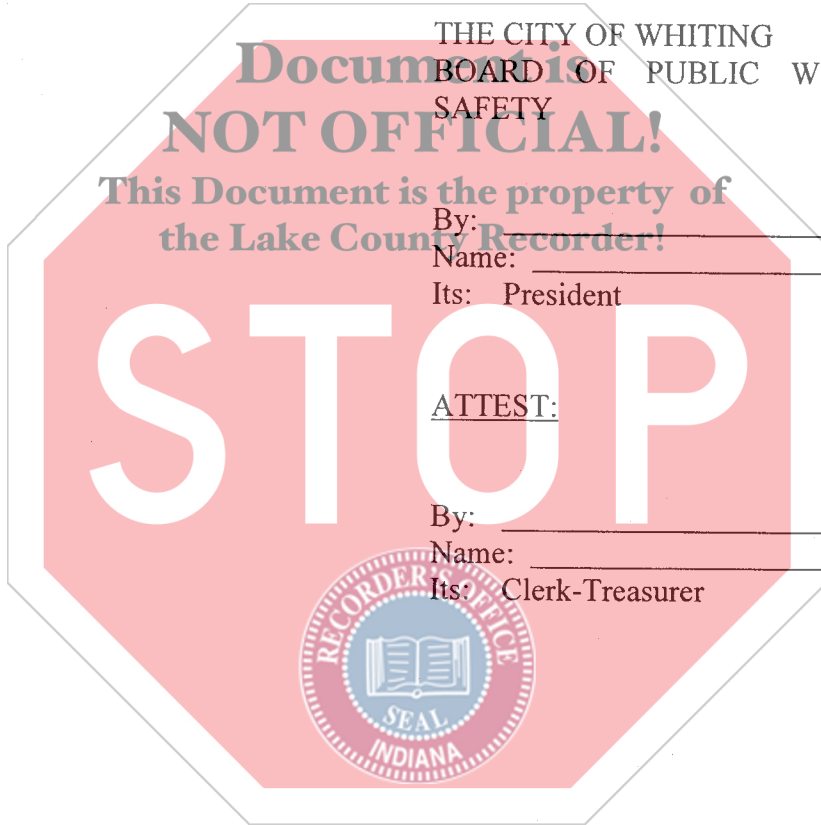 THE CITY OF WHITING
BOARD OF PUBLIC W
SAFETY
By:
Name:
Its: President
ATTEST:
By:
Name:
Its: Clerk-Treasurer
Document is
NOT OFFICIAL!
This Document is the property of
the Lake County Recorder!
STOP
RECORDER'S OFFICE
SEAL
INDIANA